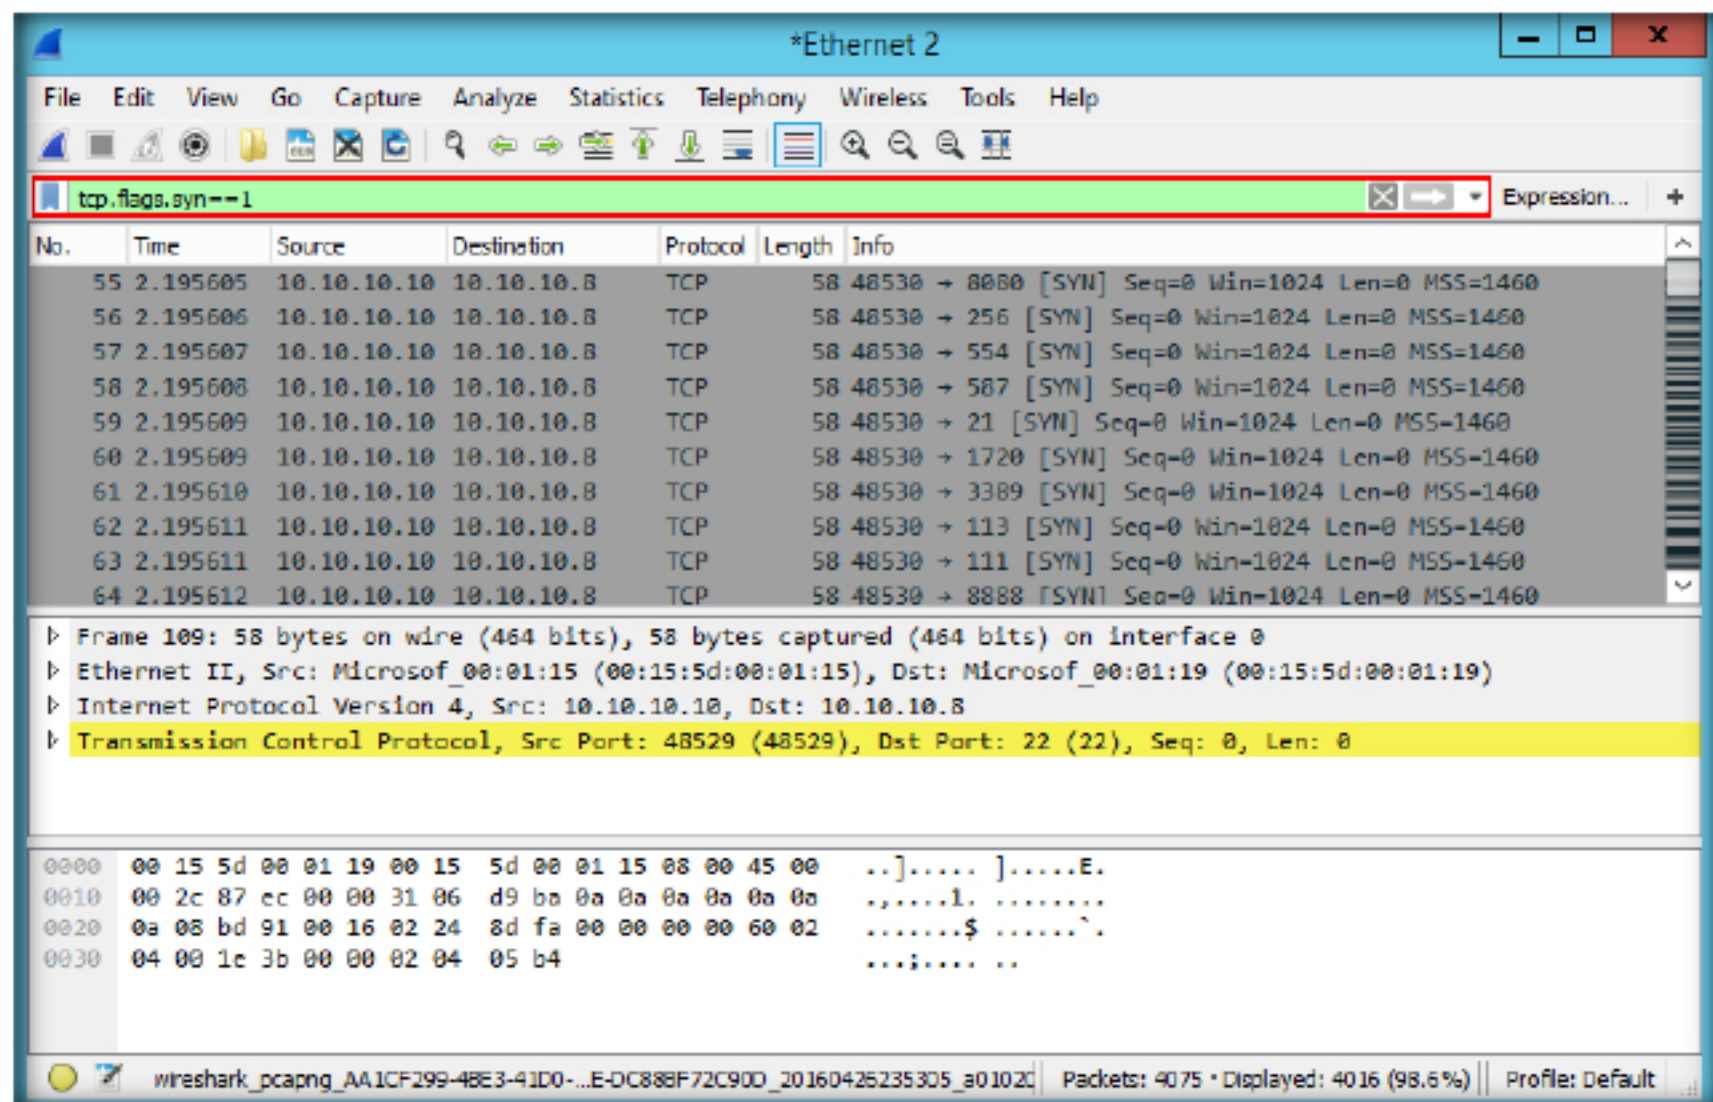 *Ethernet 2
File Edit View Go Capture Analyze Statistics Telephony Wireless Tools Help
tcp.flags.syn==1 Expression... +
No. Time Source Destination Protocol Length Info
55 2.195605 10.10.10.10 10.10.10.8 TCP 58 48530 → 8080 [SYN] Seq=0 Win=1024 Len=0 MSS=1460
56 2.195606 10.10.10.10 10.10.10.8 TCP 58 48530 → 256 [SYN] Seq=0 Win=1024 Len=0 MSS=1460
57 2.195607 10.10.10.10 10.10.10.8 TCP 58 48530 → 554 [SYN] Seq=0 Win=1024 Len=0 MSS=1460
58 2.195608 10.10.10.10 10.10.10.8 TCP 58 48530 → 587 [SYN] Seq=0 Win=1024 Len=0 MSS=1460
59 2.195609 10.10.10.10 10.10.10.8 TCP 58 48530 → 21 [SYN] Seq=0 Win=1024 Len=0 MSS=1460
60 2.195609 10.10.10.10 10.10.10.8 TCP 58 48530 → 1720 [SYN] Seq=0 Win=1024 Len=0 MSS=1460
61 2.195610 10.10.10.10 10.10.10.8 TCP 58 48530 → 3389 [SYN] Seq=0 Win=1024 Len=0 MSS=1460
62 2.195611 10.10.10.10 10.10.10.8 TCP 58 48530 → 113 [SYN] Seq=0 Win=1024 Len=0 MSS=1460
63 2.195611 10.10.10.10 10.10.10.8 TCP 58 48530 → 111 [SYN] Seq=0 Win=1024 Len=0 MSS=1460
64 2.195612 10.10.10.10 10.10.10.8 TCP 58 48530 → 8888 [SYN] Seq=0 Win=1024 Len=0 MSS=1460
Frame 109: 58 bytes on wire (464 bits), 58 bytes captured (464 bits) on interface 0
Ethernet II, Src: Microsof_00:01:15 (00:15:5d:00:01:15), Dst: Microsof_00:01:19 (00:15:5d:00:01:19)
Internet Protocol Version 4, Src: 10.10.10.10, Dst: 10.10.10.8
Transmission Control Protocol, Src Port: 48529 (48529), Dst Port: 22 (22), Seq: 0, Len: 0
0000 00 15 5d 00 01 19 00 15 5d 00 01 15 08 00 45 00 ..]..... ].....E.
0010 00 2c 87 ec 00 00 31 06 d9 ba 0a 0a 0a 0a 0a 0a .,....1. ........
0020 0a 08 bd 91 00 16 02 24 8d fa 00 00 00 00 60 02 .......$ ......`.
0030 04 00 1e 3b 00 00 02 04 05 b4 ...;.... ..
wireshark_pcapng_AA1CF299-4BE3-41D0-...E-DC88BF72C90D_20160426235305_a0102C Packets: 4075 · Displayed: 4016 (98.6%) Profile: Default